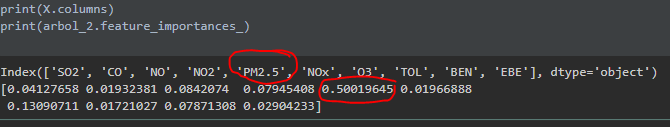 print(X.columns)
print(arbol_2.feature_importances_)
Index(['SO2', 'CO', 'NO', 'NO2', 'PM2.5', 'NOx', 'O3', 'TOL', 'BEN', 'EBE'], dtype='object')
[0.04127658 0.01932381 0.0842074  0.07945408 0.50019645 0.01966888
 0.13090711 0.01721027 0.07871308 0.02904233]